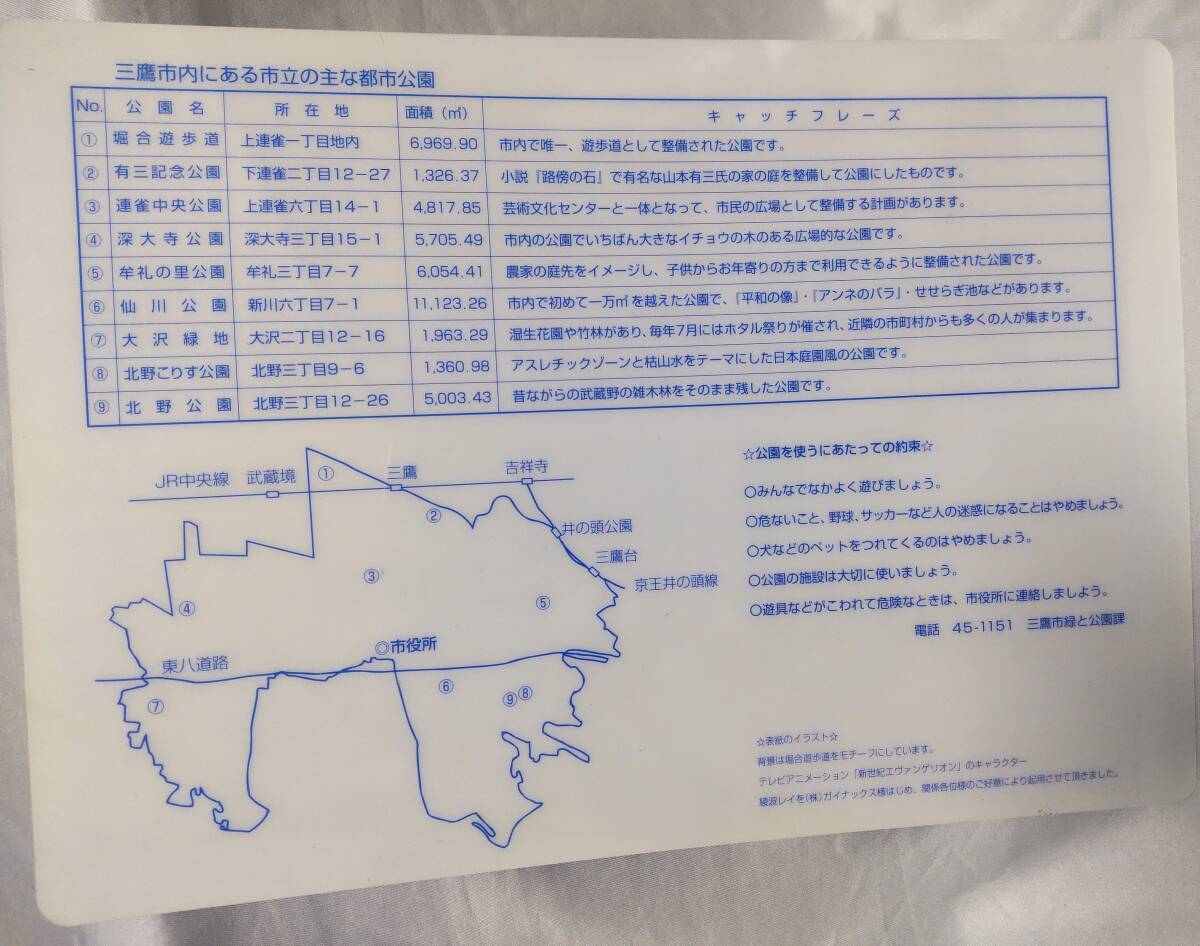 三鷹市内にある市立の主な都市公園
No. 公園名 所在地 面積（㎡） キャッチフレーズ
① 堀合遊歩道 上連雀一丁目地内 6,969.90 市内で唯一、遊歩道として整備された公園です。
② 有三記念公園 下連雀二丁目12－27 1,326.37 小説『路傍の石』で有名な山本有三氏の家の庭を整備して公園にしたものです。
③ 連雀中央公園 上連雀六丁目14－1 4,817.85 芸術文化センターと一体となって、市民の広場として整備する計画があります。
④ 深大寺公園 深大寺三丁目15－1 5,705.49 市内の公園でいちばん大きなイチョウの木のある広場的な公園です。
⑤ 牟礼の里公園 牟礼三丁目7－7 6,054.41 農家の庭先をイメージし、子供からお年寄りの方まで利用できるように整備された公園です。
⑥ 仙川公園 新川六丁目7－1 11,123.26 市内で初めて一万㎡を越えた公園で、『平和の像』・『アンネのバラ』・せせらぎ池などがあります。
⑦ 大沢緑地 大沢二丁目12－16 1,963.29 湿生花園や竹林があり、毎年7月にはホタル祭りが催され、近隣の市町村からも多くの人が集まります。
⑧ 北野こりす公園 北野三丁目9－6 1,360.98 アスレチックゾーンと枯山水をテーマにした日本庭園風の公園です。
⑨ 北野公園 北野三丁目12－26 5,003.43 昔ながらの武蔵野の雑木林をそのまま残した公園です。
JR中央線 武蔵境 ① 三鷹 吉祥寺
②
井の頭公園
三鷹台
京王井の頭線
③
④
⑤
◎市役所
東八道路
⑥
⑦
⑨⑧
☆公園を使うにあたっての約束☆
○みんなでなかよく遊びましょう。
○危ないこと、野球、サッカーなど人の迷惑になることはやめましょう。
○犬などのペットをつれてくるのはやめましょう。
○公園の施設は大切に使いましょう。
○遊具などがこわれて危険なときは、市役所に連絡しましょう。
電話 45-1151 三鷹市緑と公園課
☆表紙のイラスト☆
背景は堀合遊歩道をモチーフにしています。
テレビアニメーション「新世紀エヴァンゲリオン」のキャラクター
綾波レイを（株）ガイナックス様はじめ、関係各位様のご好意により起用させて頂きました。